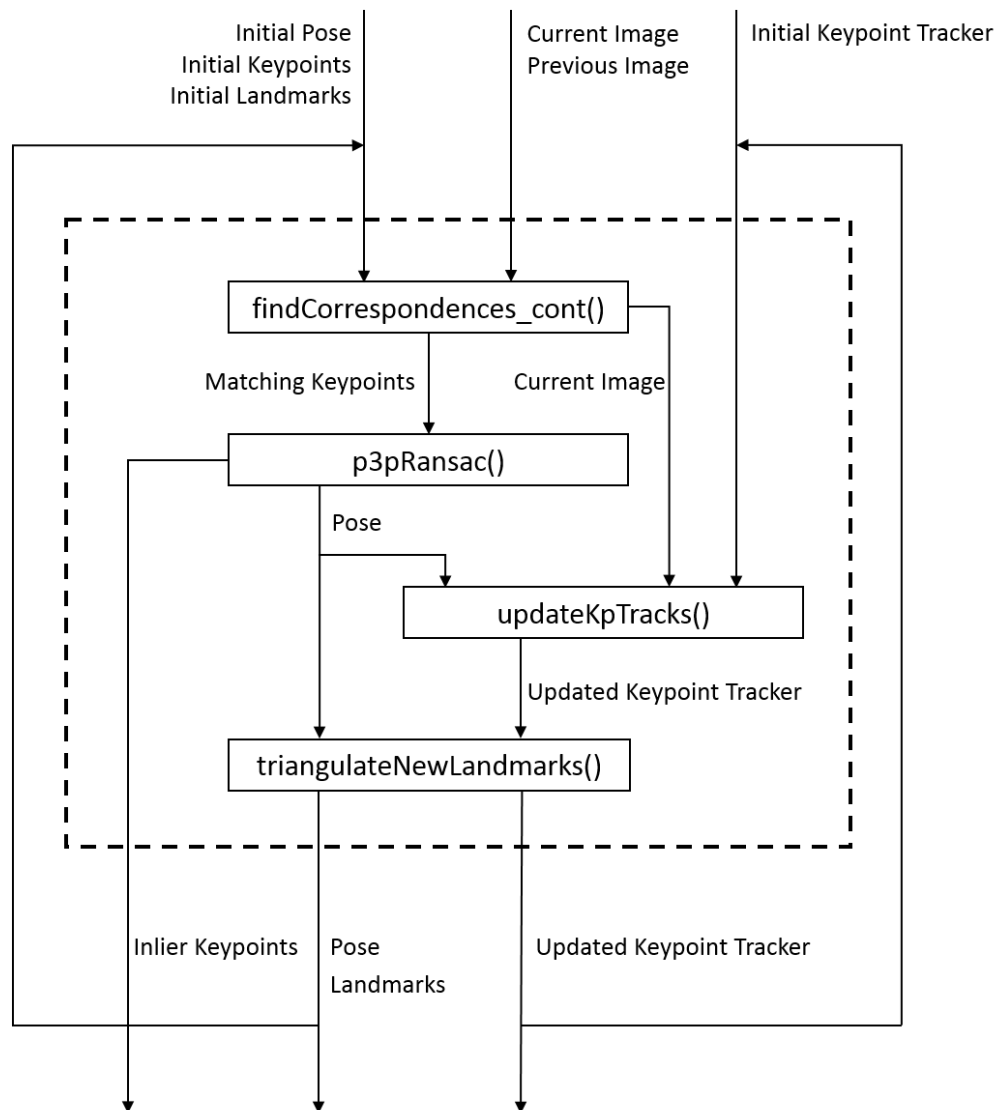 Initial Pose
Initial Keypoints
Initial Landmarks
Current Image
Previous Image
Initial Keypoint Tracker
findCorrespondences_cont()
Matching Keypoints
Current Image
p3pRansac()
Pose
updateKpTracks()
Updated Keypoint Tracker
triangulateNewLandmarks()
Inlier Keypoints
Pose
Landmarks
Updated Keypoint Tracker